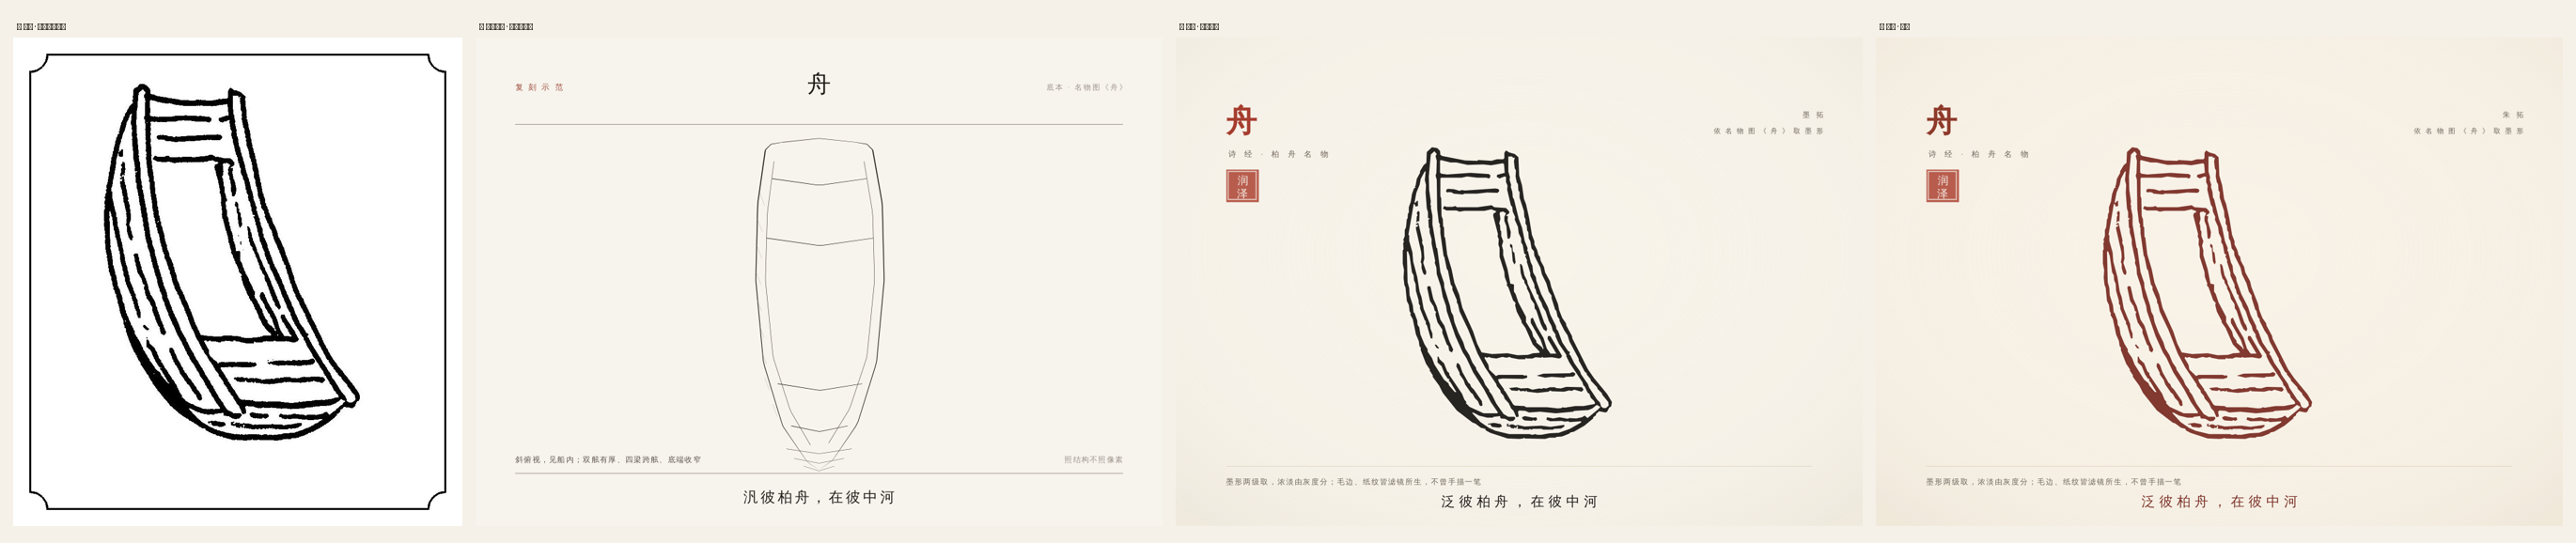 复刻示范
舟
底本 · 名物图《舟》
斜俯视，见船内；双舷有厚、四梁跨舷、底端收窄
照结构不照像素
汎彼柏舟，在彼中河
舟
诗经 · 柏舟名物
润
泽
墨拓
依名物图《舟》取墨形
墨形两级取，浓淡由灰度分；毛边、纸纹皆滤镜所生，不曾手描一笔
泛彼柏舟，在彼中河
舟
诗经 · 柏舟名物
润
泽
朱拓
依名物图《舟》取墨形
墨形两级取，浓淡由灰度分；毛边、纸纹皆滤镜所生，不曾手描一笔
泛彼柏舟，在彼中河